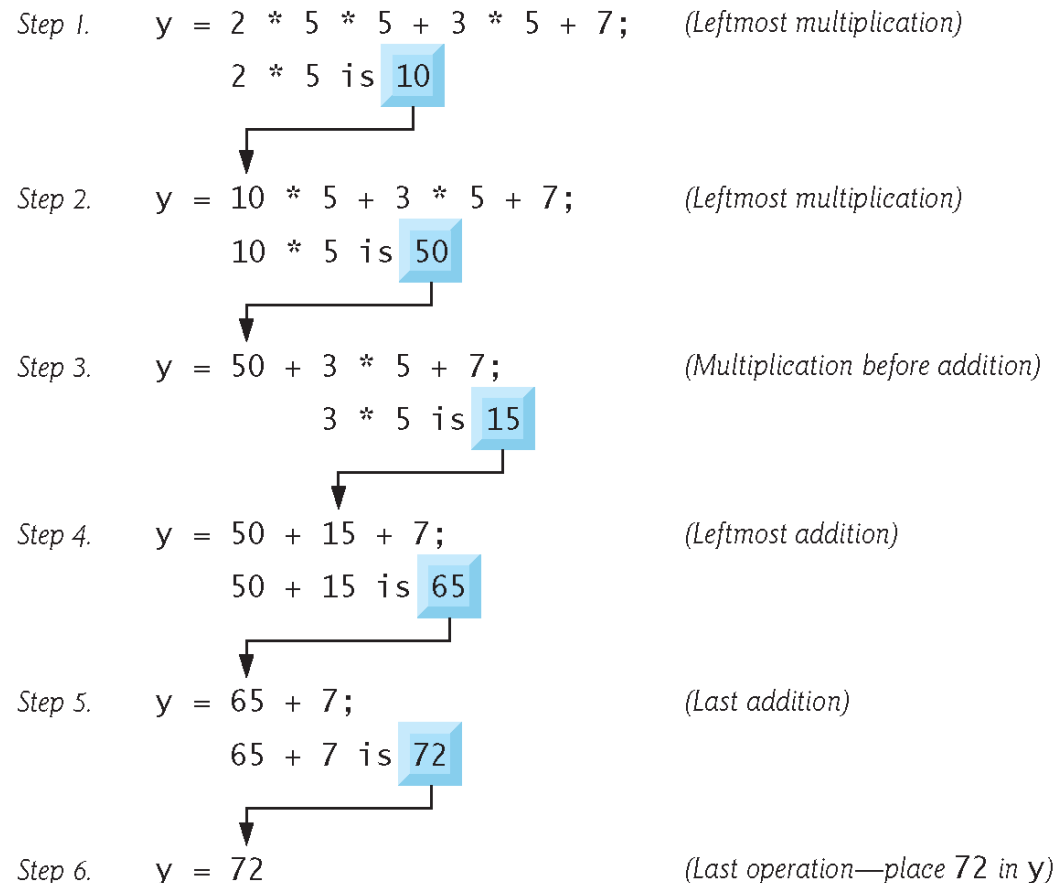 Step 1. y = 2 * 5 * 5 + 3 * 5 + 7; (Leftmost multiplication)
2 * 5 is 10
Step 2. y = 10 * 5 + 3 * 5 + 7; (Leftmost multiplication)
10 * 5 is 50
Step 3. y = 50 + 3 * 5 + 7; (Multiplication before addition)
3 * 5 is 15
Step 4. y = 50 + 15 + 7; (Leftmost addition)
50 + 15 is 65
Step 5. y = 65 + 7; (Last addition)
65 + 7 is 72
Step 6. y = 72 (Last operation—place 72 in y)